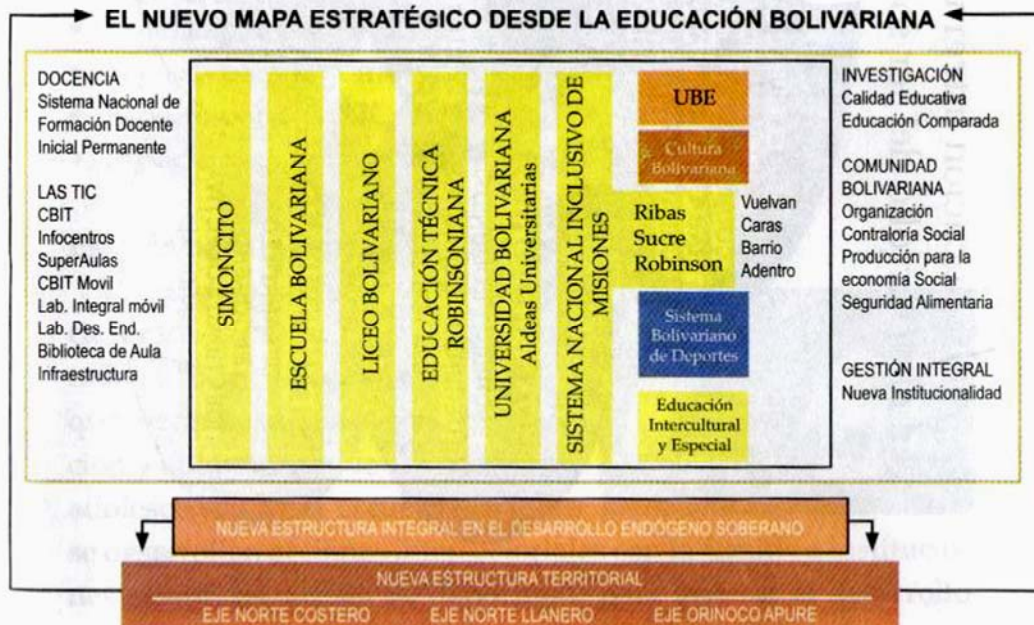 EL NUEVO MAPA ESTRATÉGICO DESDE LA EDUCACIÓN BOLIVARIANA
DOCENCIA
Sistema Nacional de
Formación Docente
Inicial Permanente
LAS TIC
CBIT
Infocentros
SuperAulas
CBIT Movil
Lab. Integral móvil
Lab. Des. End.
Biblioteca de Aula
Infraestructura
SIMONCITO
ESCUELA BOLIVARIANA
LICEO BOLIVARIANO
EDUCACIÓN TÉCNICA
ROBINSONIANA
UNIVERSIDAD BOLIVARIANA
Aldeas Universitarias
SISTEMA NACIONAL INCLUSIVO DE
MISIONES
UBE
Cultura
Bolivariana
Ribas
Sucre
Robinson
Vuelvan
Caras
Barrio
Adentro
Sistema
Bolivariano
de Deportes
Educación
Intercultural
y Especial
INVESTIGACIÓN
Calidad Educativa
Educación Comparada
COMUNIDAD
BOLIVARIANA
Organización
Contraloría Social
Producción para la
economía Social
Seguridad Alimentaria
GESTIÓN INTEGRAL
Nueva Institucionalidad
NUEVA ESTRUCTURA INTEGRAL EN EL DESARROLLO ENDÓGENO SOBERANO
NUEVA ESTRUCTURA TERRITORIAL
EJE NORTE COSTERO
EJE NORTE LLANERO
EJE ORINOCO APURE